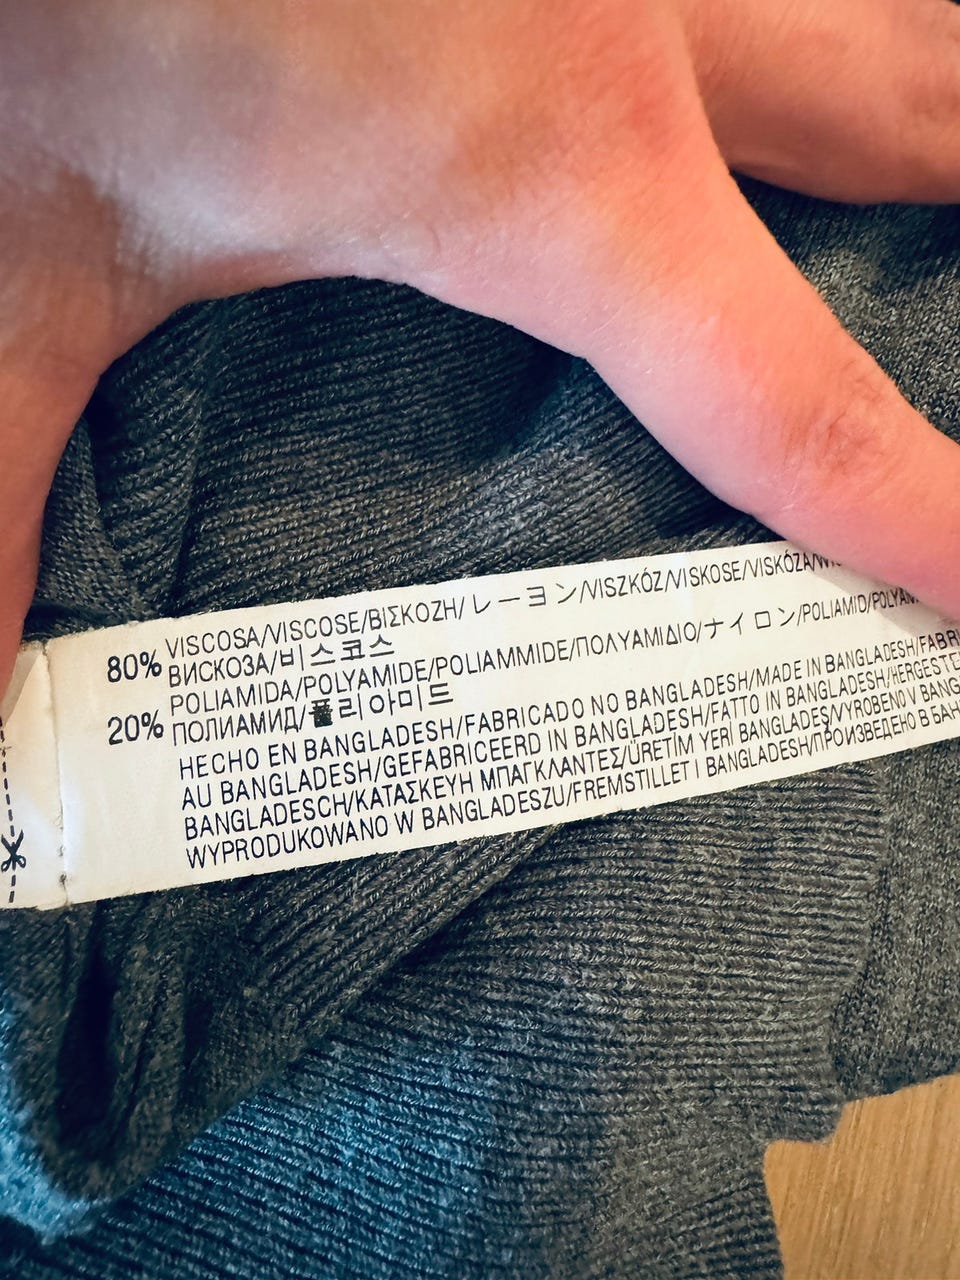 80% VISCOSA/VISCOSE/ΒΙΣΚΟΖΗ/レーヨン/VISZKÓZ/VISKOSE/VISKÓZA/
ВИСКОЗА/비스코스
20% POLIAMIDA/POLYAMIDE/POLIAMMIDE/ΠΟΛΥΑΜΙΔΙΟ/ナイロン/POLIAMID/
ПОЛИАМИД/폴리아미드
HECHO EN BANGLADESH/FABRICADO NO BANGLADESH/MADE IN BANGLADESH/
AU BANGLADESH/GEFABRICEERD IN BANGLADESH/FATTO IN BANGLADESH/
BANGLADESCH/ΚΑΤΑΣΚΕΥΗ ΜΠΑΓΚΛΑΝΤΕΣ/ÜRETİM YERİ BANGLADEŞ/VYROBENO V
WYPRODUKOWANO W BANGLADESZU/FREMSTILLET I BANGLADESH/ПРОИЗВЕДЕНО В